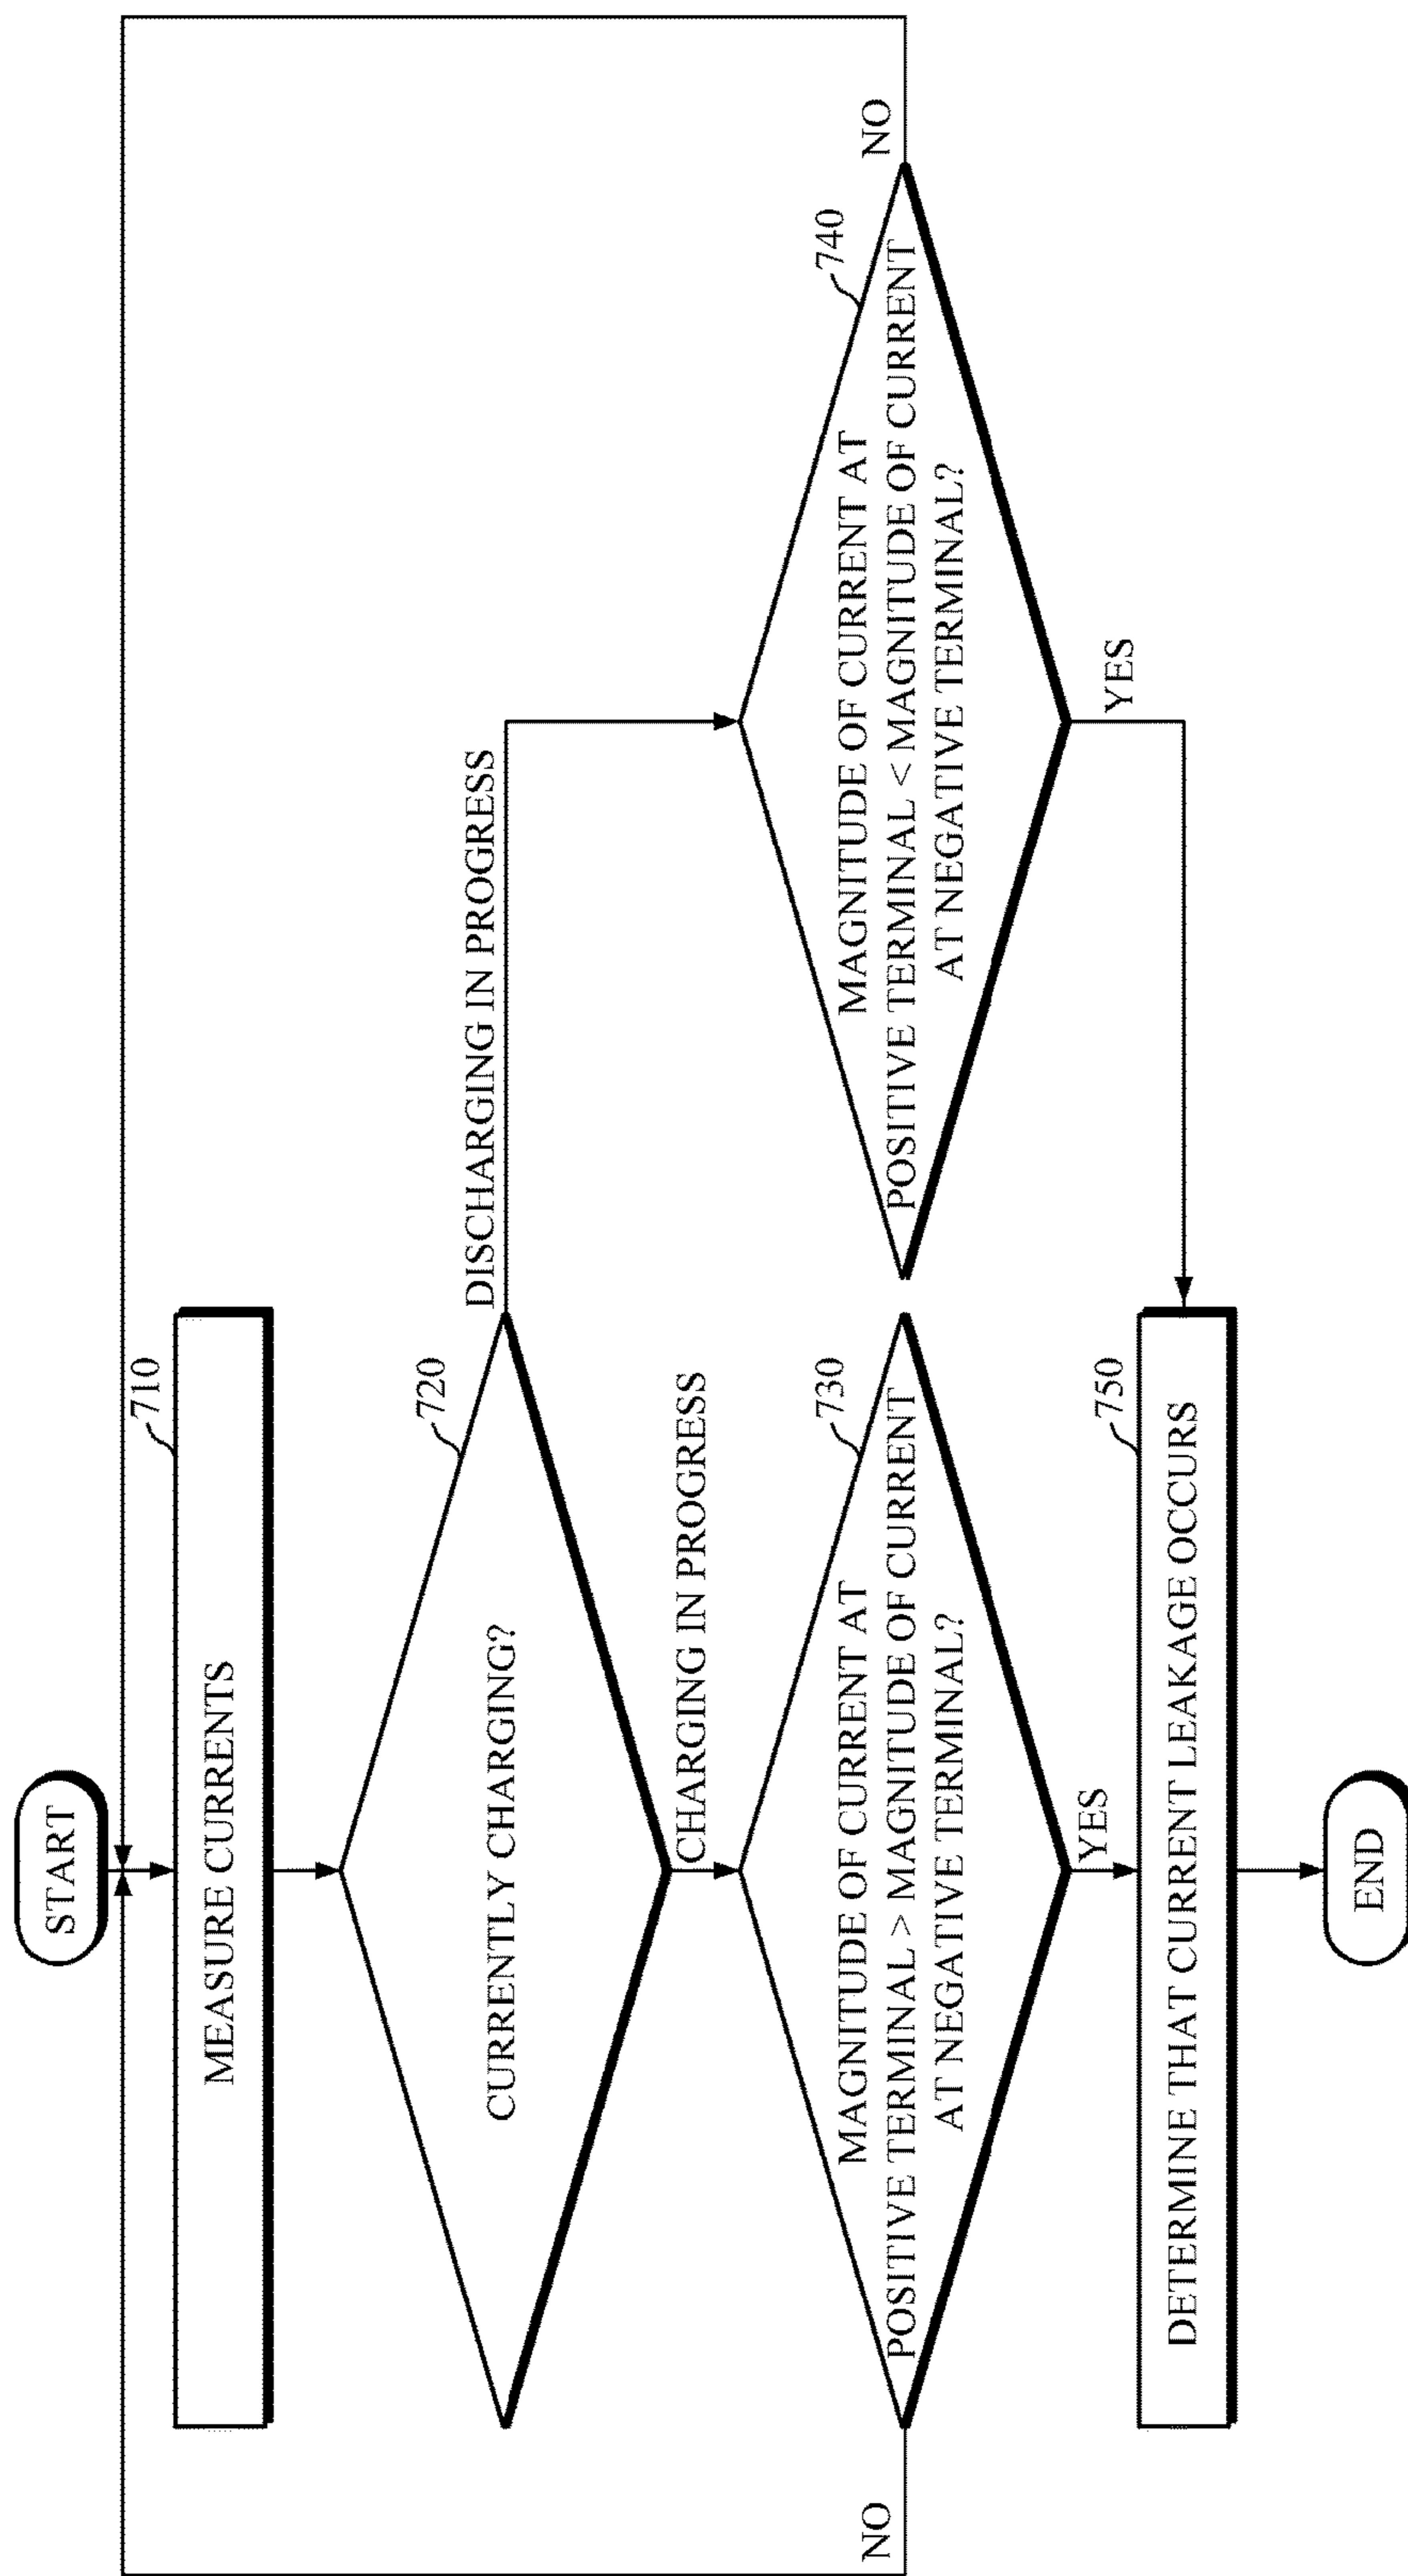 START
710
MEASURE CURRENTS
720
CURRENTLY CHARGING?
DISCHARGING IN PROGRESS
CHARGING IN PROGRESS
730
MAGNITUDE OF CURRENT AT
POSITIVE TERMINAL > MAGNITUDE OF CURRENT
AT NEGATIVE TERMINAL?
NO
YES
740
MAGNITUDE OF CURRENT AT
POSITIVE TERMINAL < MAGNITUDE OF CURRENT
AT NEGATIVE TERMINAL?
NO
YES
750
DETERMINE THAT CURRENT LEAKAGE OCCURS
END